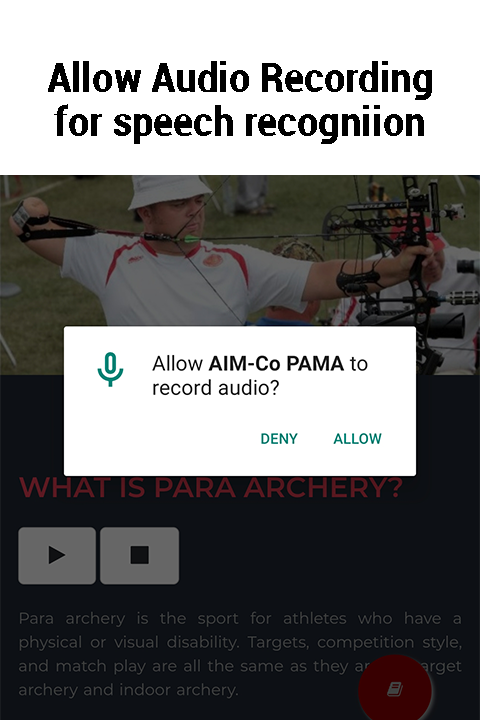 Allow Audio Recording
for speech recogniion
Allow AIM-Co PAMA to
record audio?
DENY ALLOW
WHAT IS PARA ARCHERY?
Para archery is the sport for athletes who have a
physical or visual disability. Targets, competition style,
and match play are all the same as they arget
archery and indoor archery.